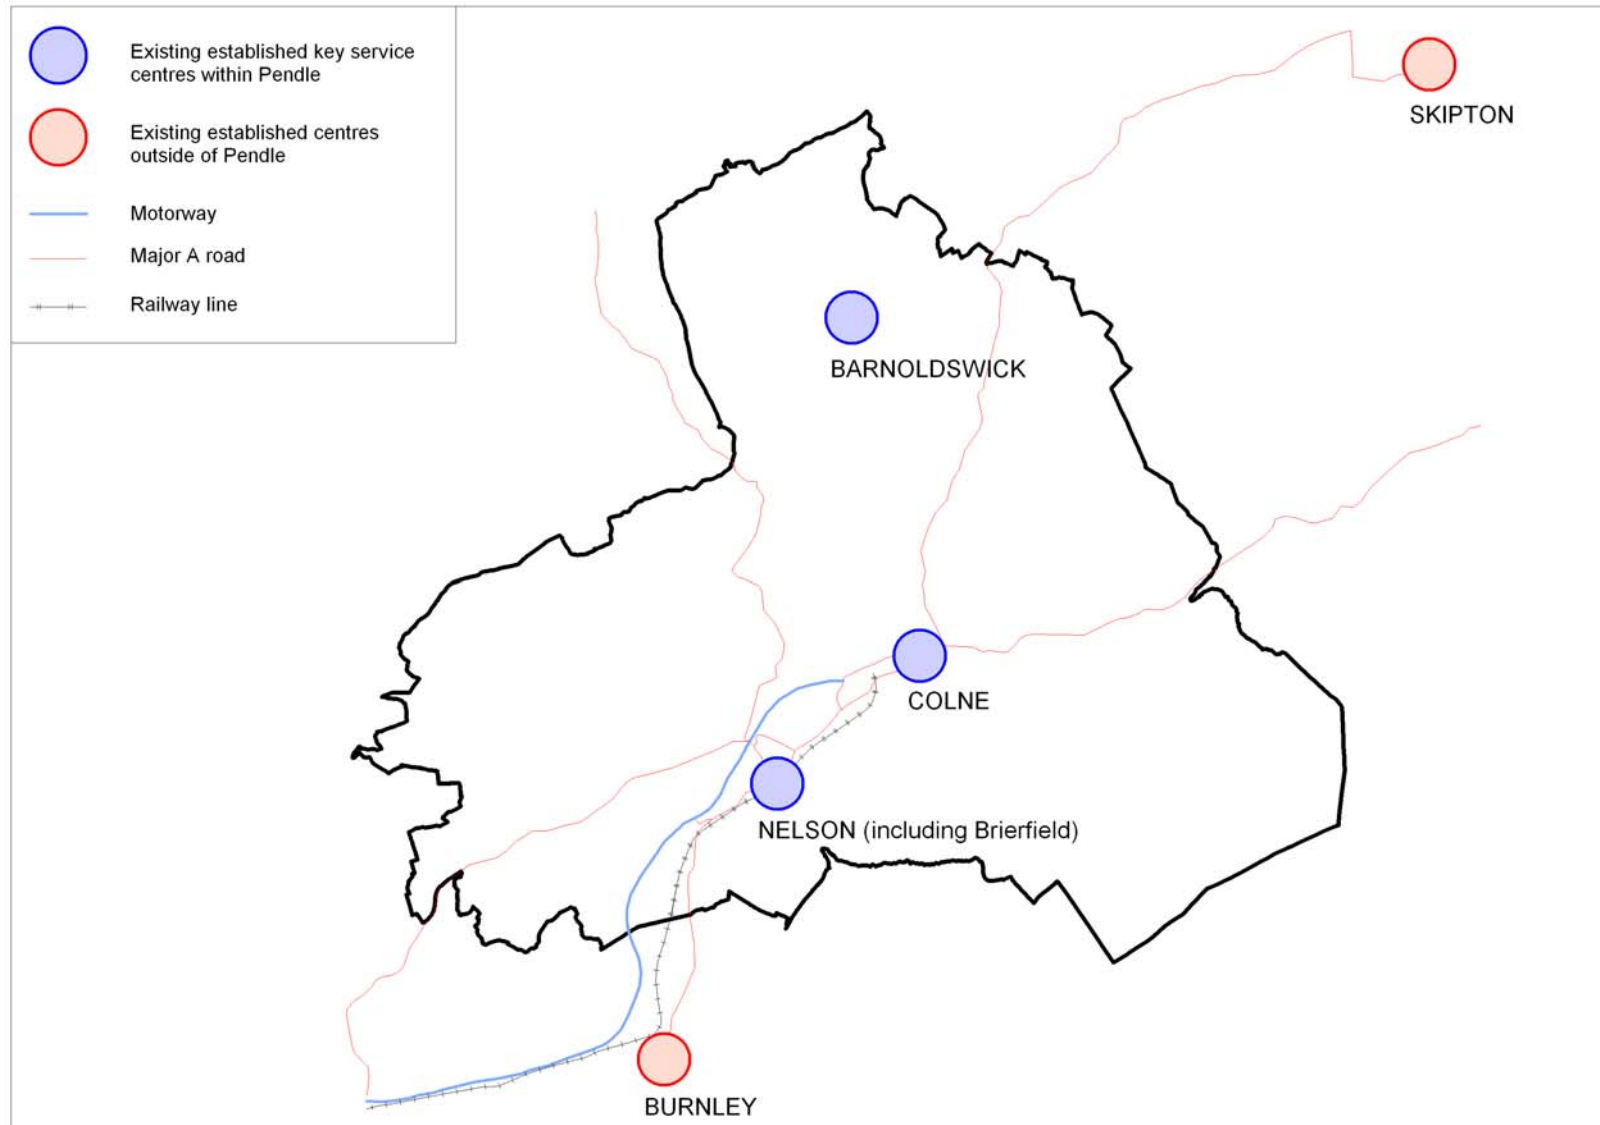 Existing established key service
centres within Pendle
Existing established centres
outside of Pendle
Motorway
Major A road
Railway line
SKIPTON
BARNOLDSWICK
COLNE
NELSON (including Brierfield)
BURNLEY